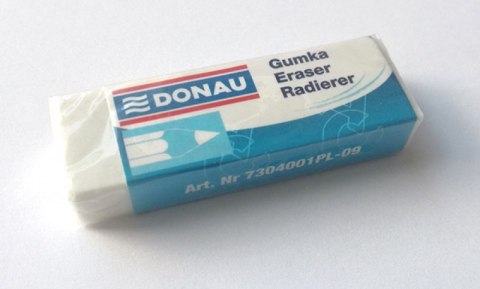 DONAU
Gumka
Eraser
Radierer
Art. Nr 7304001PL-09